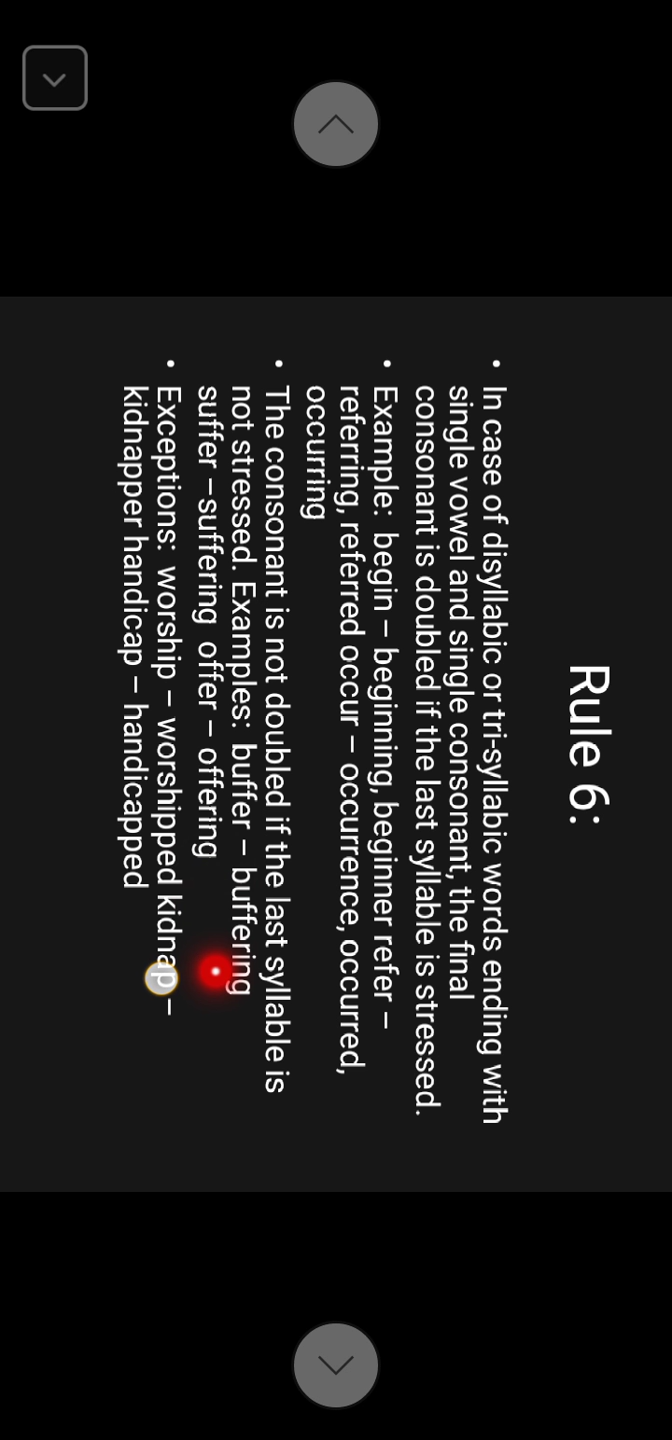 Rule 6:
• In case of disyllabic or tri-syllabic words ending with
single vowel and single consonant, the final
consonant is doubled if the last syllable is stressed.
• Example: begin – beginning, beginner refer –
referring, referred occur – occurrence, occurred,
occurring
• The consonant is not doubled if the last syllable is
not stressed. Examples: buffer – buffering
suffer –suffering offer – offering
• Exceptions: worship – worshipped kidnap –
kidnapper handicap – handicapped